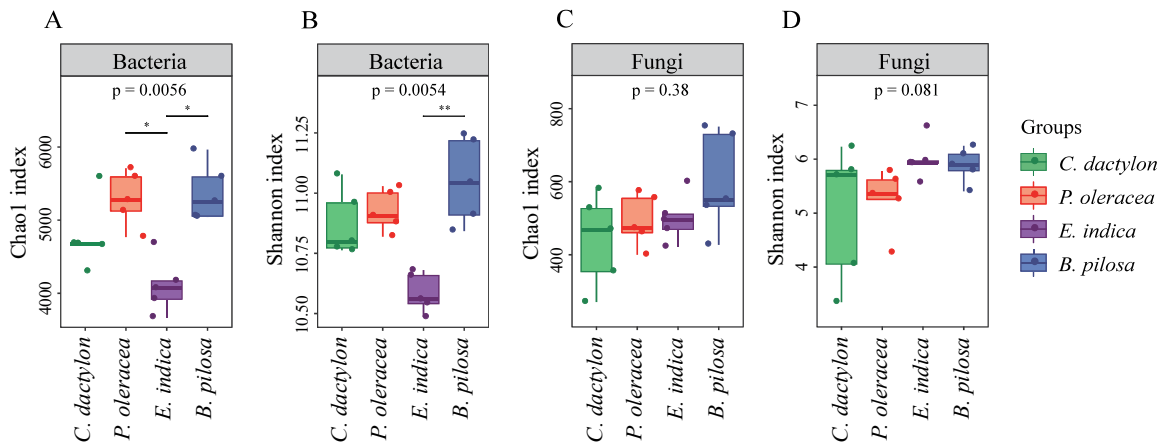 A
Bacteria
p = 0.0056
*
*
Chao1 index
6000
5000
4000
C. dactylon
P. oleracea
E. indica
B. pilosa
B
Bacteria
p = 0.0054
**
Shannon index
11.25
11.00
10.75
10.50
C. dactylon
P. oleracea
E. indica
B. pilosa
C
Fungi
p = 0.38
Chao1 index
800
600
400
C. dactylon
P. oleracea
E. indica
B. pilosa
D
Fungi
p = 0.081
Shannon index
7
6
5
4
C. dactylon
P. oleracea
E. indica
B. pilosa
Groups
C. dactylon
P. oleracea
E. indica
B. pilosa